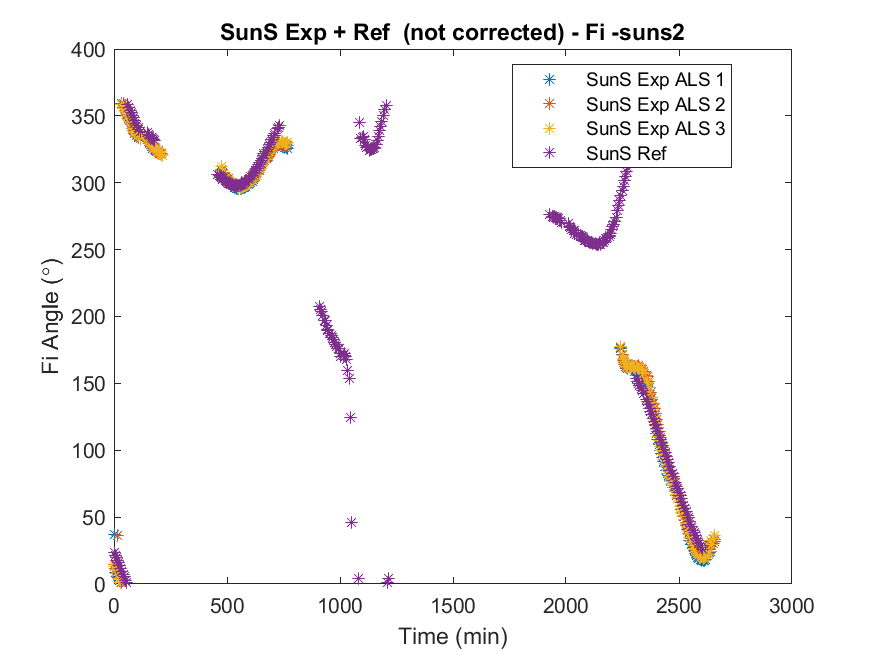 SunS Exp + Ref  (not corrected) - Fi -suns2
400
350
300
250
200
150
100
50
0
Fi Angle (°)
SunS Exp ALS 1
SunS Exp ALS 2
SunS Exp ALS 3
SunS Ref
0 500 1000 1500 2000 2500 3000
Time (min)